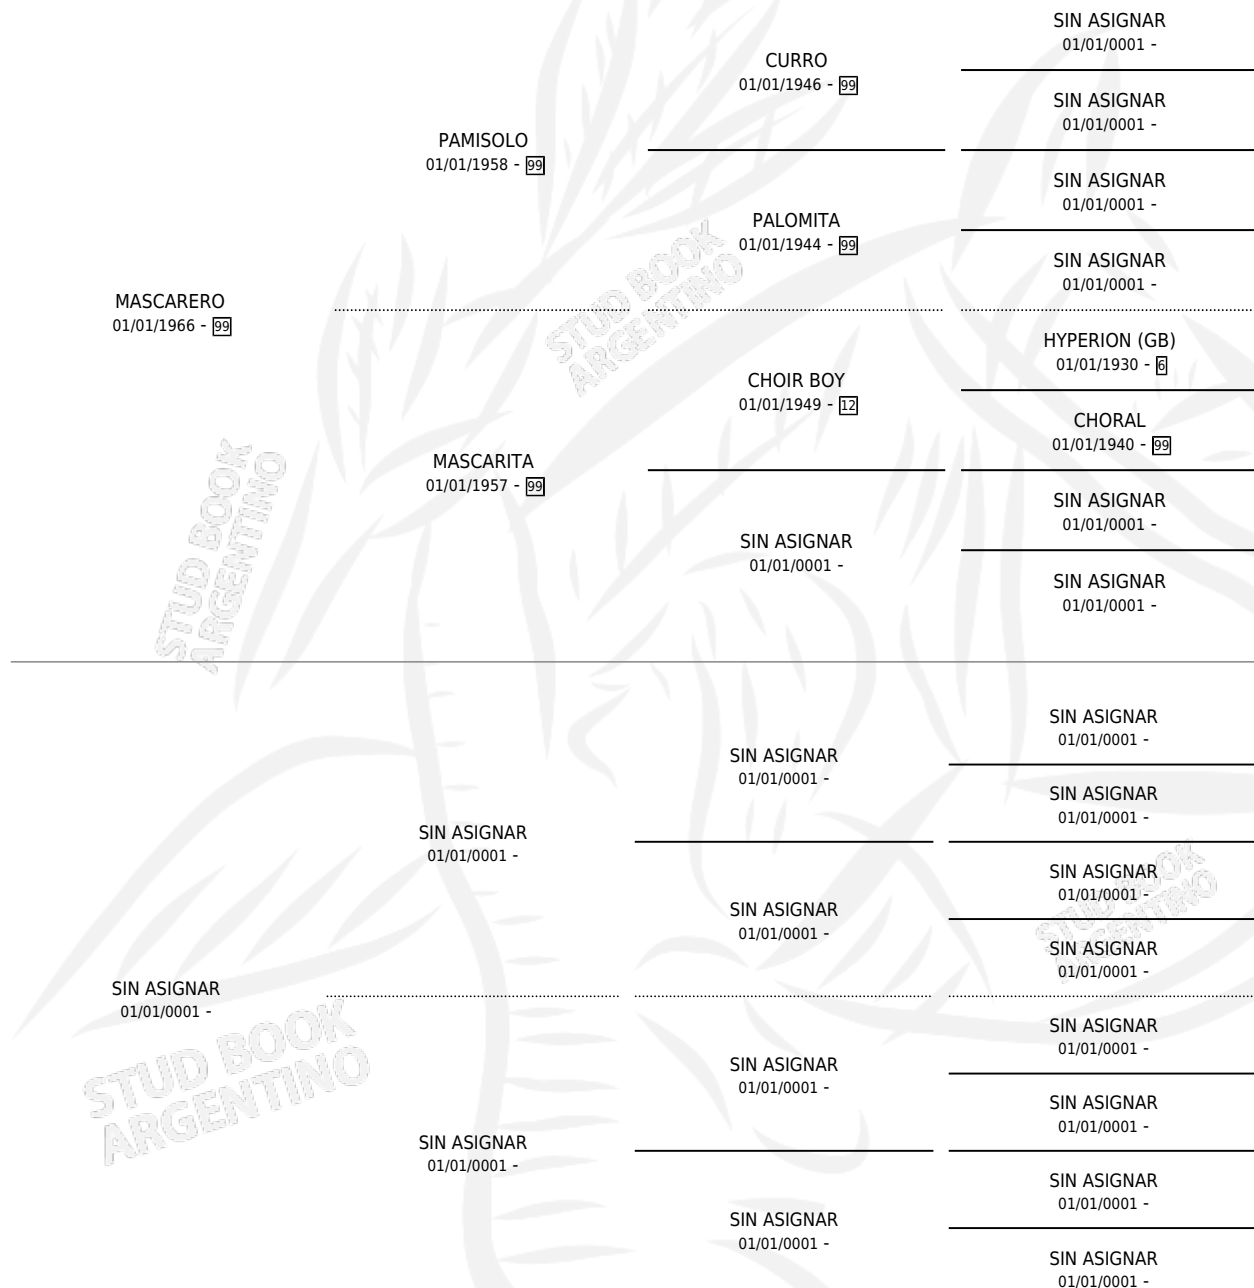 SIN ASIGNAR
01/01/0001 -
CURRO
01/01/1946 - 99
SIN ASIGNAR
01/01/0001 -
PAMISOLO
01/01/1958 - 99
SIN ASIGNAR
01/01/0001 -
PALOMITA
01/01/1944 - 99
SIN ASIGNAR
01/01/0001 -
MASCARERO
01/01/1966 - 99
STUD BOOK
ARGENTINO
HYPERION (GB)
01/01/1930 - 6
CHOIR BOY
01/01/1949 - 12
CHORAL
01/01/1940 - 99
MASCARITA
01/01/1957 - 99
SIN ASIGNAR
01/01/0001 -
SIN ASIGNAR
01/01/0001 -
SIN ASIGNAR
01/01/0001 -
STUD BOOK
ARGENTINO
SIN ASIGNAR
01/01/0001 -
SIN ASIGNAR
01/01/0001 -
SIN ASIGNAR
01/01/0001 -
SIN ASIGNAR
01/01/0001 -
SIN ASIGNAR
01/01/0001 -
SIN ASIGNAR
01/01/0001 -
SIN ASIGNAR
01/01/0001 -
STUD BOOK
ARGENTINO
SIN ASIGNAR
01/01/0001 -
SIN ASIGNAR
01/01/0001 -
SIN ASIGNAR
01/01/0001 -
SIN ASIGNAR
01/01/0001 -
STUD BOOK
ARGENTINO
SIN ASIGNAR
01/01/0001 -
SIN ASIGNAR
01/01/0001 -
SIN ASIGNAR
01/01/0001 -
SIN ASIGNAR
01/01/0001 -